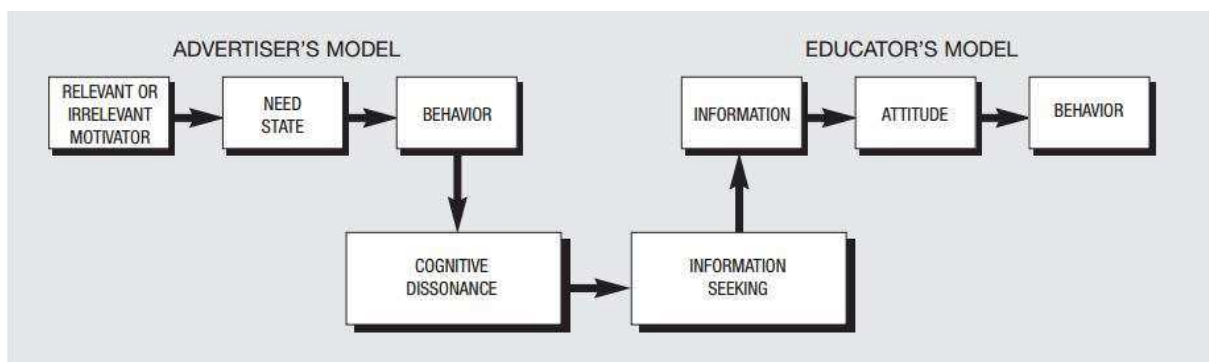 ADVERTISER'S MODEL
RELEVANT OR
IRRELEVANT
MOTIVATOR
NEED
STATE
BEHAVIOR
EDUCATOR'S MODEL
INFORMATION
ATTITUDE
BEHAVIOR
COGNITIVE
DISSONANCE
INFORMATION
SEEKING